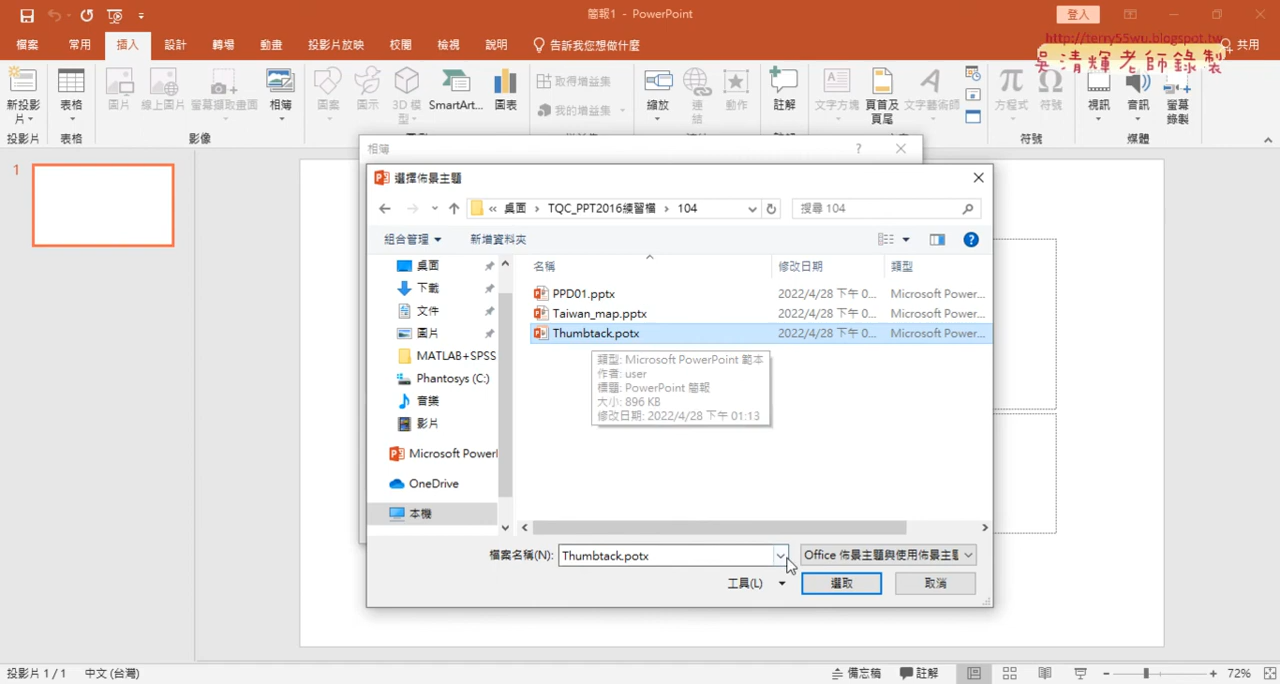 簡報1 - PowerPoint
登入
http://terry55wu.blogspot.tw
吳清輝老師錄製
檔案 常用 插入 設計 轉場 動畫 投影片放映 校閱 檢視 說明 告訴我您想做什麼 共用
新投影片 表格 圖片 線上圖片 螢幕擷取畫面 相簿 圖案 圖示 3D 模型 SmartArt... 圖表 取得增益集 我的增益集 縮放 連結 動作 註解 文字方塊 頁首及頁尾 文字藝術師 方程式 符號 視訊 音訊 螢幕錄製
投影片 表格 影像 符號 媒體
1
相簿 ?
選擇佈景主題
« 桌面 › TQC_PPT2016練習檔 › 104
搜尋 104
組合管理 新增資料夾
名稱 修改日期 類型
桌面
下載
文件
圖片
MATLAB+SPSS
Phantosys (C:)
音樂
影片
Microsoft Powerl
OneDrive
本機
PPD01.pptx 2022/4/28 下午 0... Microsoft Power...
Taiwan_map.pptx 2022/4/28 下午 0... Microsoft Power...
Thumbtack.potx 2022/4/28 下午 0... Microsoft Power...
類型: Microsoft PowerPoint 範本
作者: user
標題: PowerPoint 簡報
大小: 896 KB
修改日期: 2022/4/28 下午 01:13
檔案名稱(N): Thumbtack.potx Office 佈景主題與使用佈景主題
工具(L) 選取 取消
投影片 1 / 1 中文 (台灣) 備忘稿 註解 72%